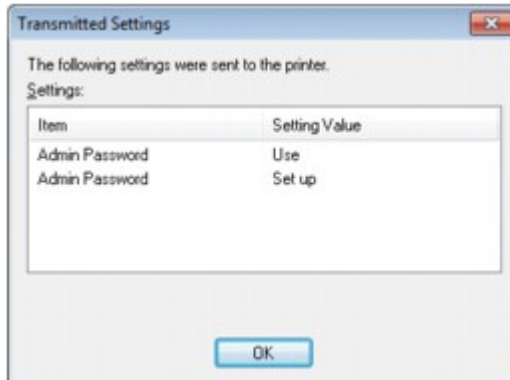 Transmitted Settings
The following settings were sent to the printer.
Settings:
Item Setting Value
Admin Password Use
Admin Password Set up
OK